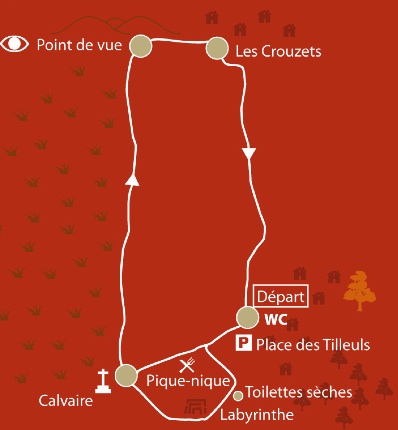 Point de vue
Les Crouzets
Départ
WC
P Place des Tilleuls
Pique-nique
Toilettes sèches
Calvaire
Labyrinthe